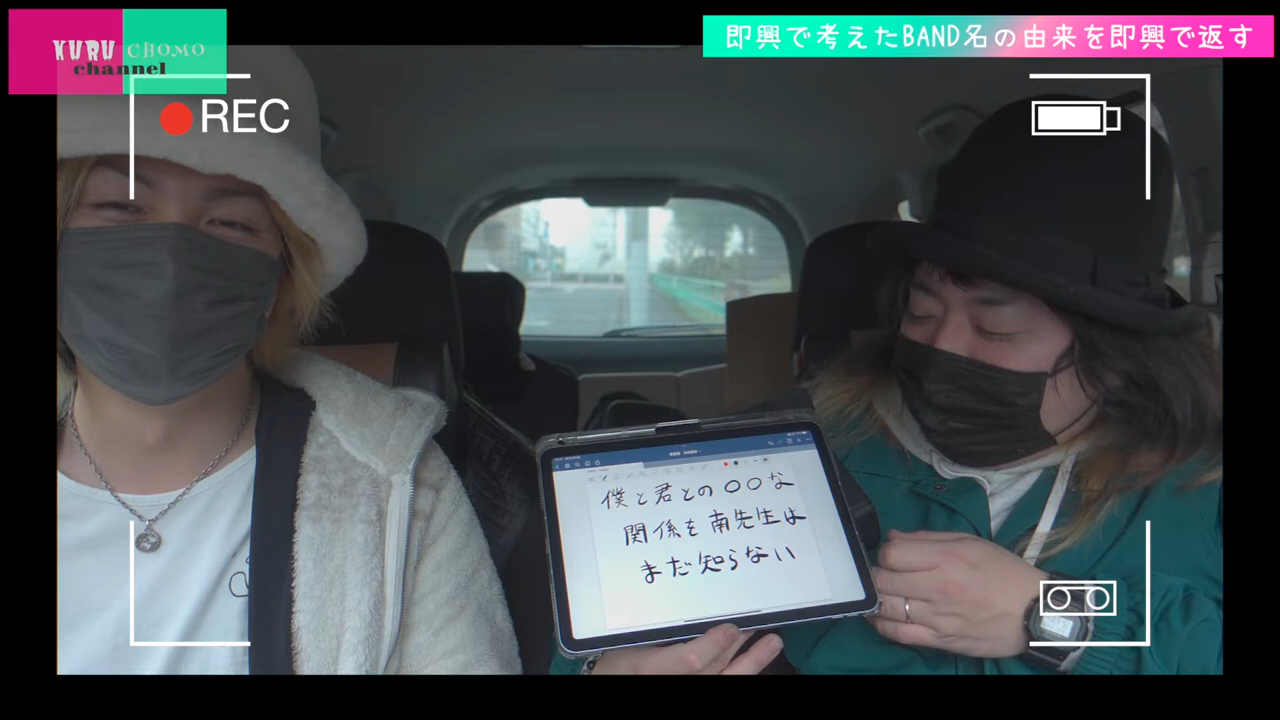 KURU CHOMO
channel
即興で考えたBAND名の由来を即興で返す
REC
僕と君との○○な
関係を南先生は
まだ知らない